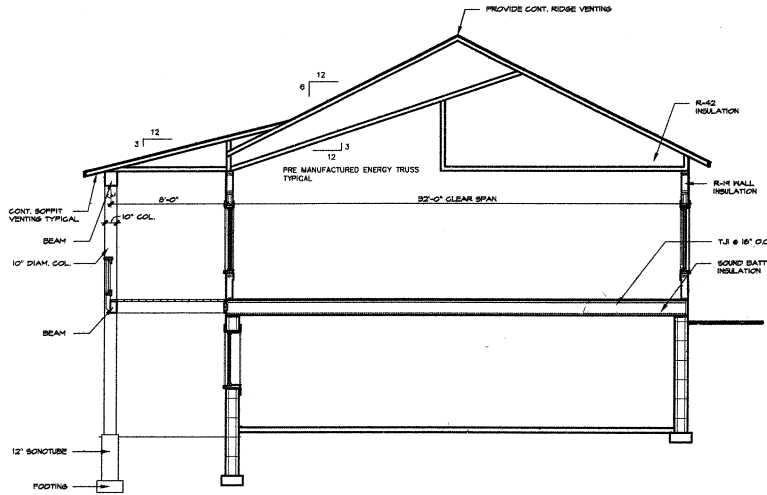 PROVIDE CONT. RIDGE VENTING
12
6
12
3
R-42
INSULATION
3
12
PRE MANUFACTURED ENERGY TRUSS
TYPICAL
R-19 WALL
INSULATION
8'-0"
32'-0" CLEAR SPAN
CONT. SOFFIT
VENTING TYPICAL
10" COL.
BEAM
TJI @ 16" O.C
10" DIAM. COL.
SOUND BATT
INSULATION
BEAM
12" SONOTUBE
FOOTING